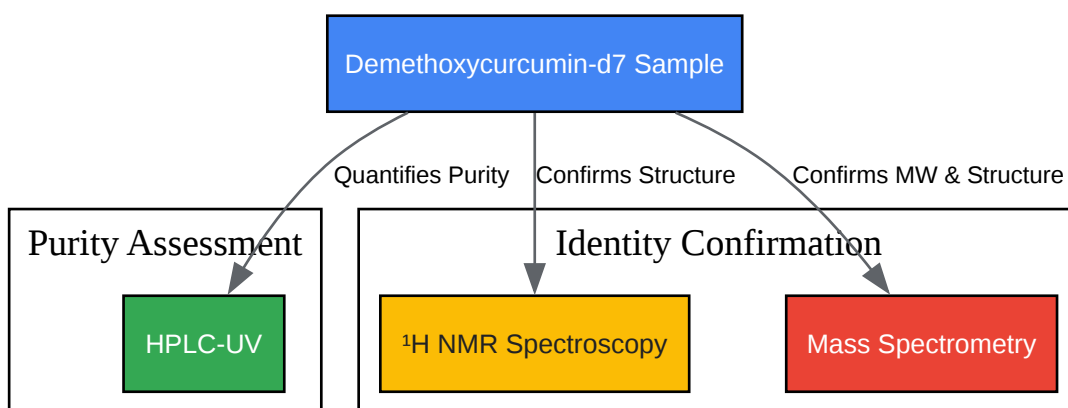 Demethoxycurcumin-d7 Sample
Quantifies Purity
Confirms Structure
Confirms MW & Structure
Purity Assessment
Identity Confirmation
HPLC-UV
¹H NMR Spectroscopy
Mass Spectrometry